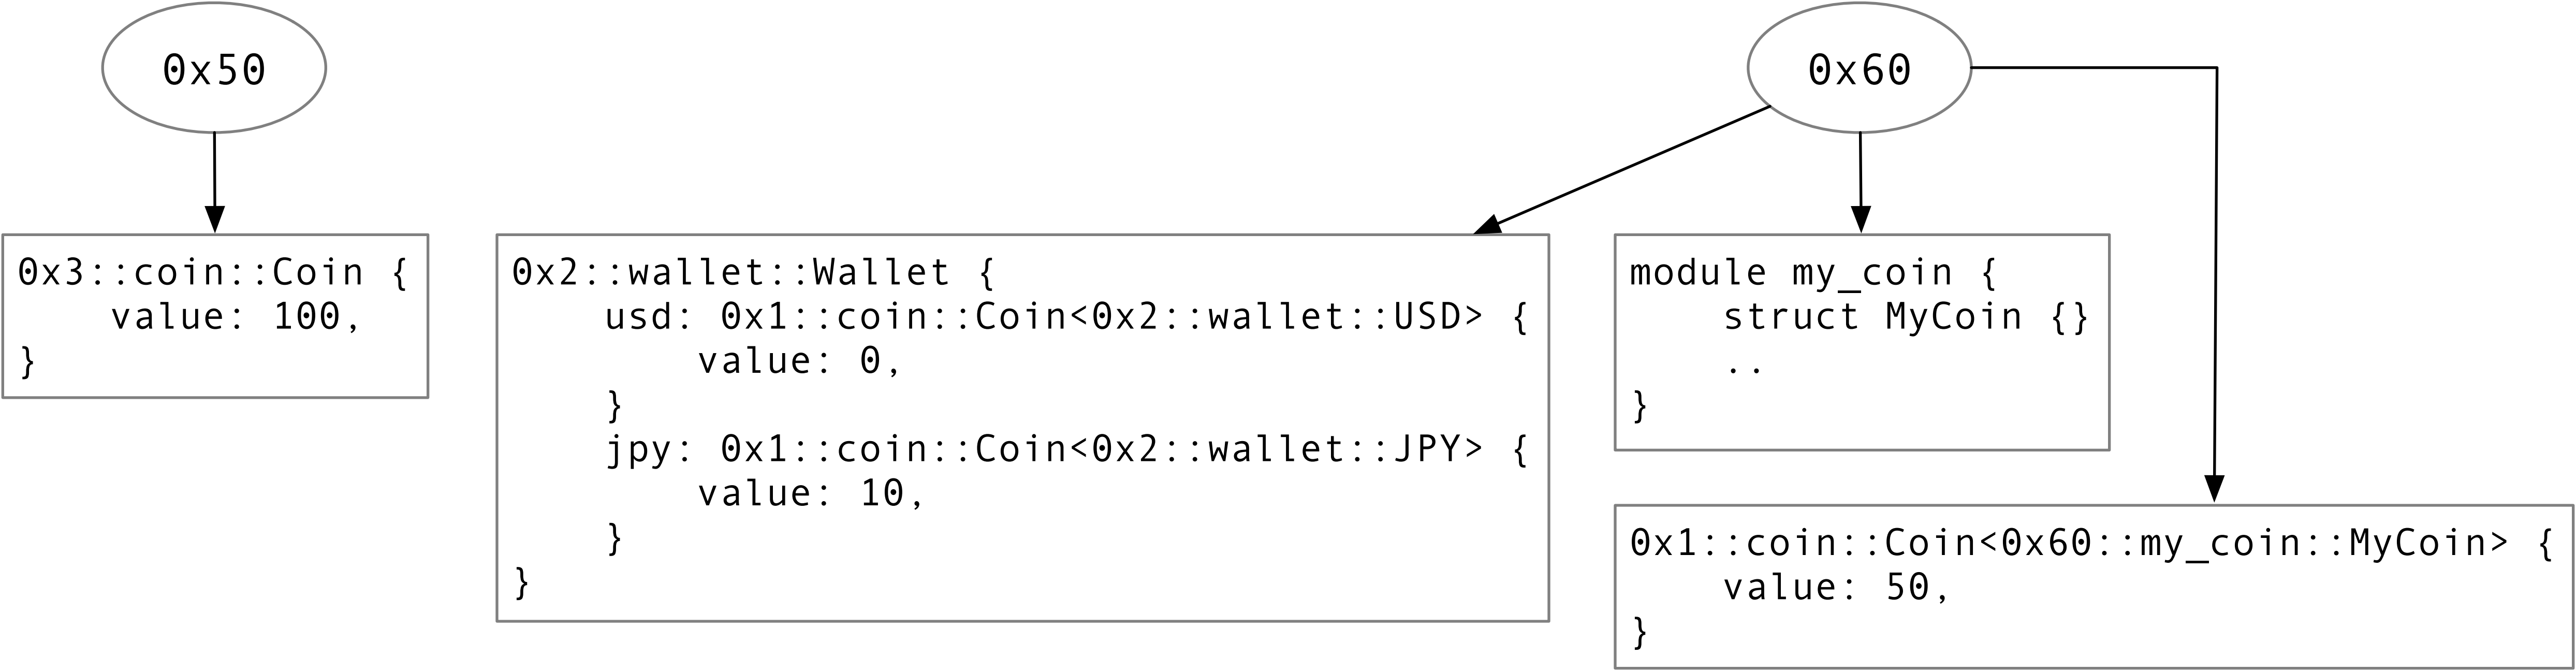 0x50
0x60
0x3::coin::Coin {
    value: 100,
}
0x2::wallet::Wallet {
    usd: 0x1::coin::Coin<0x2::wallet::USD> {
        value: 0,
    }
    jpy: 0x1::coin::Coin<0x2::wallet::JPY> {
        value: 10,
    }
}
module my_coin {
    struct MyCoin {}
    ..
}
0x1::coin::Coin<0x60::my_coin::MyCoin> {
    value: 50,
}